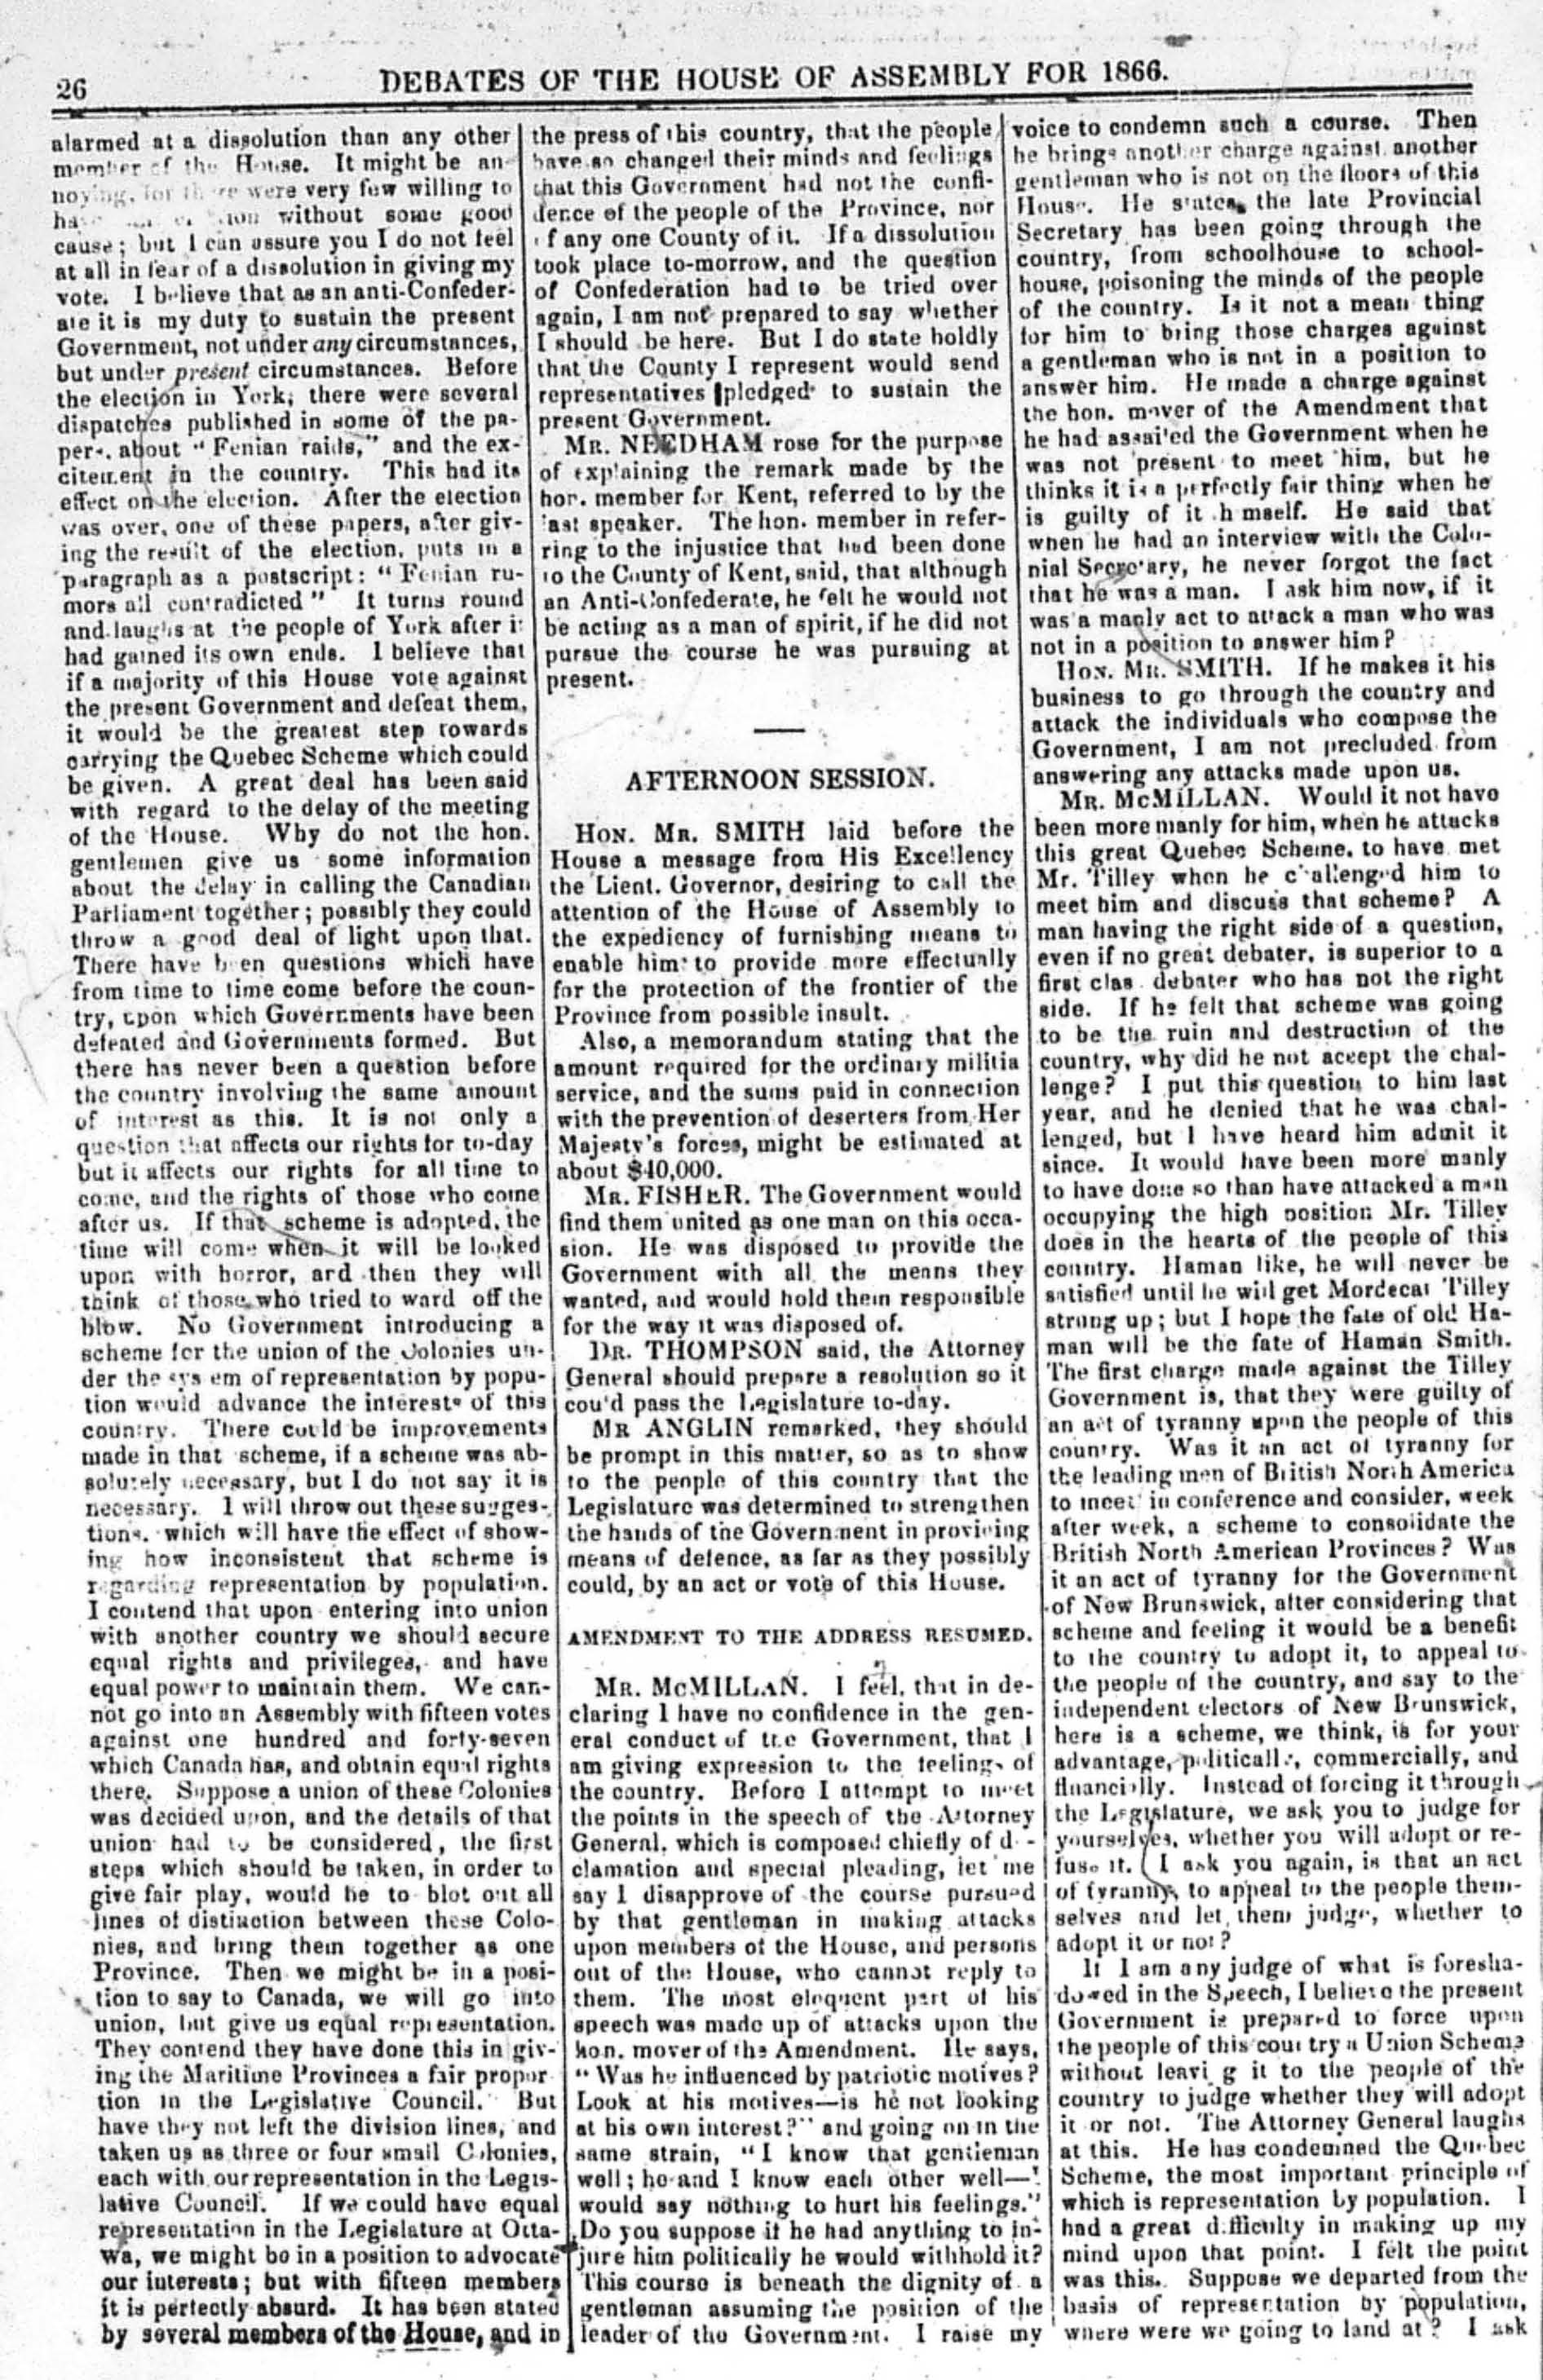 26
DEBATES OF THE HOUSE OF ASSEMBLY FOR 1866.
alarmed at a dissolution than any other
member of the House. It might be an-
noying, for there were very few willing to
without some good
cause; but I can assure you I do not feel
at all in fear of a dissolution in giving my
vote. I believe that as an anti-Confeder-
ate it is my duty to sustain the present
Government, not under any circumstances,
but under present circumstances. Before
the election in York, there were several
dispatches published in some of the pa-
pers, about "Fenian raids," and the ex-
citement in the country. This had its
effect on the election. After the election
was over, one of these papers, after giv-
ing the result of the election, puts in a
paragraph as a postscript: "Fenian ru-
mors all contradicted" It turns round
and laughs at the people of York after it
had gained its own ends. I believe that
if a majority of this House vote against
the present Government and defeat them,
it would be the greatest step towards
carrying the Quebec Scheme which could
be given. A great deal has been said
with regard to the delay of the meeting
of the House. Why do not the hon.
gentlemen give us some information
about the delay in calling the Canadian
Parliament together; possibly they could
throw a good deal of light upon that.
There have been questions which have
from time to time come before the coun-
try, upon which Governments have been
defeated and Governments formed. But
there has never been a question before
the country involving the same amount
of interest as this. It is not only a
question that affects our rights for to-day
but it affects our rights for all time to
come, and the rights of those who come
after us. If that scheme is adopted, the
time will come when it will be looked
upon with horror, and then they will
think of those who tried to ward off the
blow. No Government introducing a
scheme for the union of the Colonies un-
der the system of representation by popu-
tion would advance the interests of this
country. There could be improvements
made in that scheme, if a scheme was ab-
solutely necessary, but I do not say it is
necessary. I will throw out these sugges-
tions, which will have the effect of show-
ing how inconsistent that scheme is
regarding representation by population.
I contend that upon entering into union
with another country we should secure
equal rights and privileges, and have
equal power to maintain them. We can-
not go into an Assembly with fifteen votes
against one hundred and forty-seven
which Canada has, and obtain equal rights
there. Suppose a union of these Colonies
was decided upon, and the details of that
union had to be considered, the first
steps which should be taken, in order to
give fair play, would be to blot out all
lines of distinction between these Colo-
nies, and bring them together as one
Province. Then we might be in a posi-
tion to say to Canada, we will go into
union, but give us equal representation.
They contend they have done this in giv-
ing the Maritime Provinces a fair propor
tion in the Legislative Council. But
have they not left the division lines, and
taken us as three or four small Colonies,
each with our representation in the Legis-
lative Council. If we could have equal
representation in the Legislature at Otta-
wa, we might be in a position to advocate
our interests; but with fifteen members
it is perfectly absurd. It has been stated
by several members of the House, and in
the press of this country, that the people
have so changed their minds and feelings
that this Government had not the confi-
dence of the people of the Province, nor
of any one County of it. If a dissolution
took place to-morrow, and the question
of Confederation had to be tried over
again, I am not prepared to say whether
I should be here. But I do state boldly
that the County I represent would send
representatives pledged to sustain the
present Government.
MR. NEEDHAM rose for the purpose
of explaining the remark made by the
hon. member for Kent, referred to by the
last speaker. The hon. member in refer-
ring to the injustice that had been done
to the County of Kent, said, that although
an Anti-Confederate, he felt he would not
be acting as a man of spirit, if he did not
pursue the course he was pursuing at
present.
AFTERNOON SESSION.
HON. MR. SMITH laid before the
House a message from His Excellency
the Lieut. Governor, desiring to call the
attention of the House of Assembly to
the expediency of furnishing means to
enable him to provide more effectually
for the protection of the frontier of the
Province from possible insult.
Also, a memorandum stating that the
amount required for the ordinary militia
service, and the sums paid in connection
with the prevention of deserters from Her
Majesty's forces, might be estimated at
about $40,000.
MR. FISHER. The Government would
find them united as one man on this occa-
sion. He was disposed to provide the
Government with all the means they
wanted, and would hold them responsible
for the way it was disposed of.
DR. THOMPSON said, the Attorney
General should prepare a resolution so it
cou'd pass the Legislature to-day.
MR ANGLIN remarked, they should
be prompt in this matter, so as to show
to the people of this country that the
Legislature was determined to strengthen
the hands of the Government in providing
means of defence, as far as they possibly
could, by an act or vote of this House.
AMENDMENT TO THE ADDRESS RESUMED.
MR. McMILLAN. I feel, that in de-
claring I have no confidence in the gen-
eral conduct of the Government, that I
am giving expression to the feelings of
the country. Before I attempt to meet
the points in the speech of the Attorney
General, which is composed chiefly of de-
clamation and special pleading, let me
say I disapprove of the course pursued
by that gentleman in making attacks
upon members of the House, and persons
out of the House, who cannot reply to
them. The most eloquent part of his
speech was made up of attacks upon the
hon. mover of the Amendment. He says,
"Was he influenced by patriotic motives?
Look at his motives—is he not looking
at his own interest?" and going on in the
same strain, "I know that gentleman
well; he and I know each other well—I
would say nothing to hurt his feelings."
Do you suppose if he had anything to in-
jure him politically he would withhold it?
This course is beneath the dignity of a
gentleman assuming the position of the
leader of the Government. I raise my
voice to condemn such a course. Then
he brings another charge against another
gentleman who is not on the floors of this
House. He states, the late Provincial
Secretary has been going through the
country, from schoolhouse to school-
house, poisoning the minds of the people
of the country. Is it not a mean thing
for him to bring those charges against
a gentleman who is not in a position to
answer him. He made a charge against
the hon. mover of the Amendment that
he had assailed the Government when he
was not present to meet him, but he
thinks it is a perfectly fair thing when he
is guilty of it himself. He said that
when he had an interview with the Colo-
nial Secretary, he never forgot the fact
that he was a man. I ask him now, if it
was a manly act to attack a man who was
not in a position to answer him?
HON. MR. SMITH. If he makes it his
business to go through the country and
attack the individuals who compose the
Government, I am not precluded from
answering any attacks made upon us.
MR. McMILLAN. Would it not have
been more manly for him, when he attacks
this great Quebec Scheme, to have met
Mr. Tilley when he challenged him to
meet him and discuss that scheme? A
man having the right side of a question,
even if no great debater, is superior to a
first clas debater who has not the right
side. If he felt that scheme was going
to be the ruin and destruction of the
country, why did he not accept the chal-
lenge? I put this question to him last
year, and he denied that he was chal-
lenged, but I have heard him admit it
since. It would have been more manly
to have done so than have attacked a man
occupying the high position Mr. Tilley
does in the hearts of the people of this
country. Haman like, he will never be
satisfied until he will get Mordecai Tilley
strung up; but I hope the fate of old Ha-
man will be the fate of Haman Smith.
The first charge made against the Tilley
Government is, that they were guilty of
an act of tyranny upon the people of this
country. Was it an act of tyranny for
the leading men of British North America
to meet in conference and consider, week
after week, a scheme to consolidate the
British North American Provinces? Was
it an act of tyranny for the Government
of New Brunswick, after considering that
scheme and feeling it would be a benefit
to the country to adopt it, to appeal to
the people of the country, and say to the
independent electors of New Brunswick,
here is a scheme, we think, is for your
advantage, politically, commercially, and
financially. Instead of forcing it through
the Legislature, we ask you to judge for
yourselves, whether you will adopt or re-
fuse it. I ask you again, is that an act
of tyranny, to appeal to the people them-
selves and let them judge, whether to
adopt it or not?
If I am any judge of what is foresha-
dowed in the Speech, I believe the present
Government is prepared to force upon
the people of this country a Union Scheme
without leaving it to the people of the
country to judge whether they will adopt
it or not. The Attorney General laughs
at this. He has condemned the Quebec
Scheme, the most important principle of
which is representation by population. I
had a great difficulty in making up my
mind upon that point. I felt the point
was this. Suppose we departed from the
basis of representation by population,
where were we going to land at? I ask